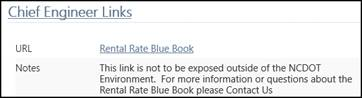 Chief Engineer Links
URL Rental Rate Blue Book
Notes This link is not to be exposed outside of the NCDOT
Environment. For more information or questions about the
Rental Rate Blue Book please Contact Us